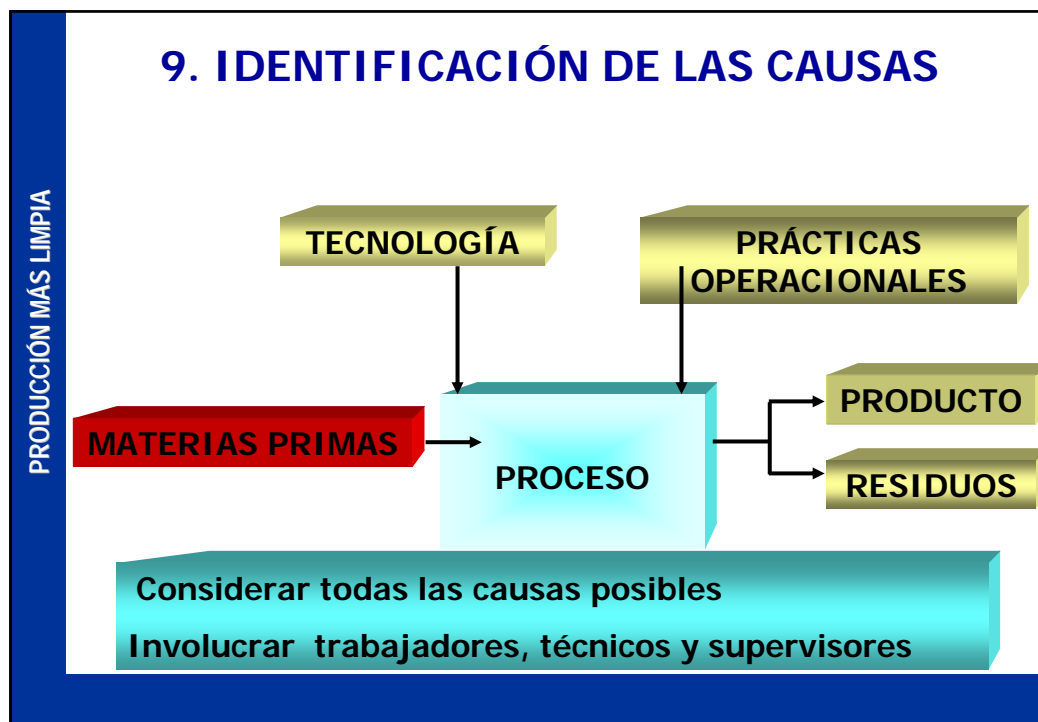 9. IDENTIFICACIÓN DE LAS CAUSAS
PRODUCCIÓN MÁS LIMPIA
TECNOLOGÍA
PRÁCTICAS
OPERACIONALES
MATERIAS PRIMAS
PROCESO
PRODUCTO
RESIDUOS
Considerar todas las causas posibles
Involucrar trabajadores, técnicos y supervisores